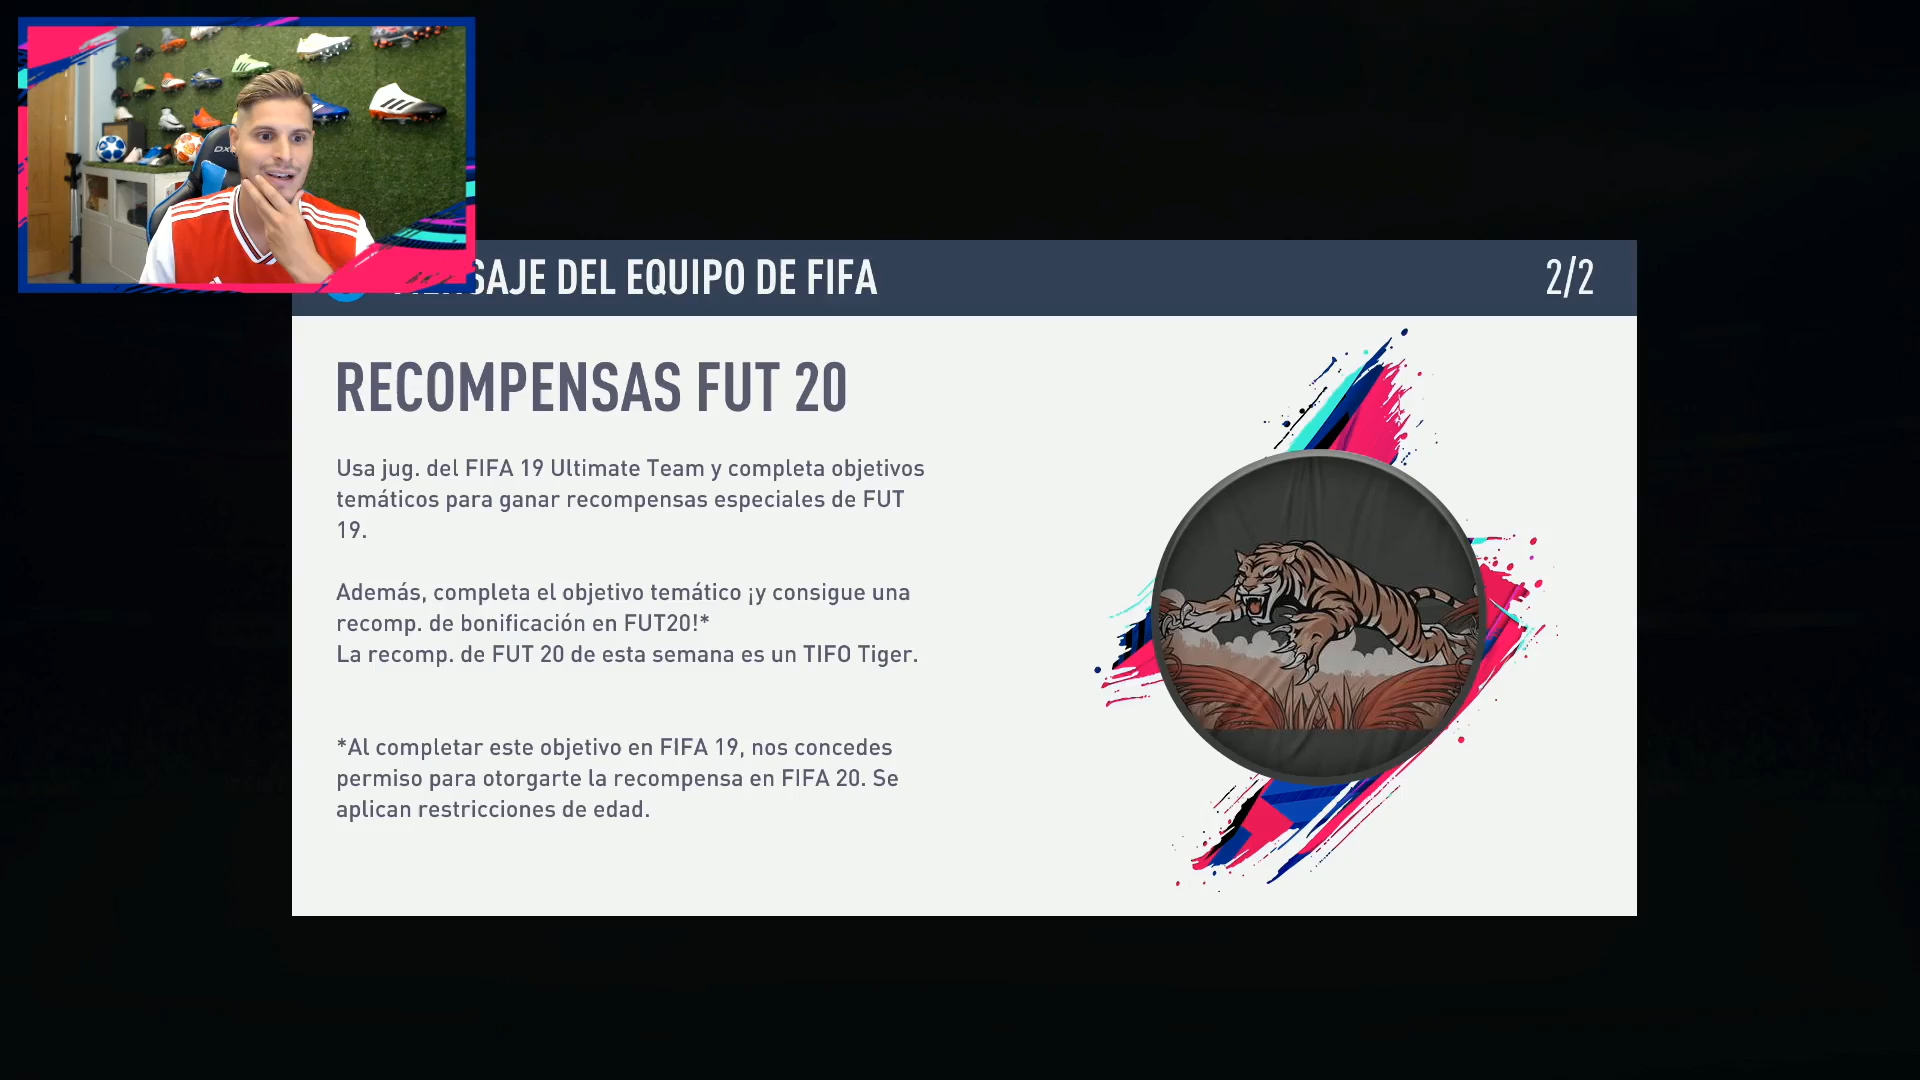 MENSAJE DEL EQUIPO DE FIFA
2/2
RECOMPENSAS FUT 20
Usa jug. del FIFA 19 Ultimate Team y completa objetivos
temáticos para ganar recompensas especiales de FUT
19.
Además, completa el objetivo temático ¡y consigue una
recomp. de bonificación en FUT20!*
La recomp. de FUT 20 de esta semana es un TIFO Tiger.
*Al completar este objetivo en FIFA 19, nos concedes
permiso para otorgarte la recompensa en FIFA 20. Se
aplican restricciones de edad.